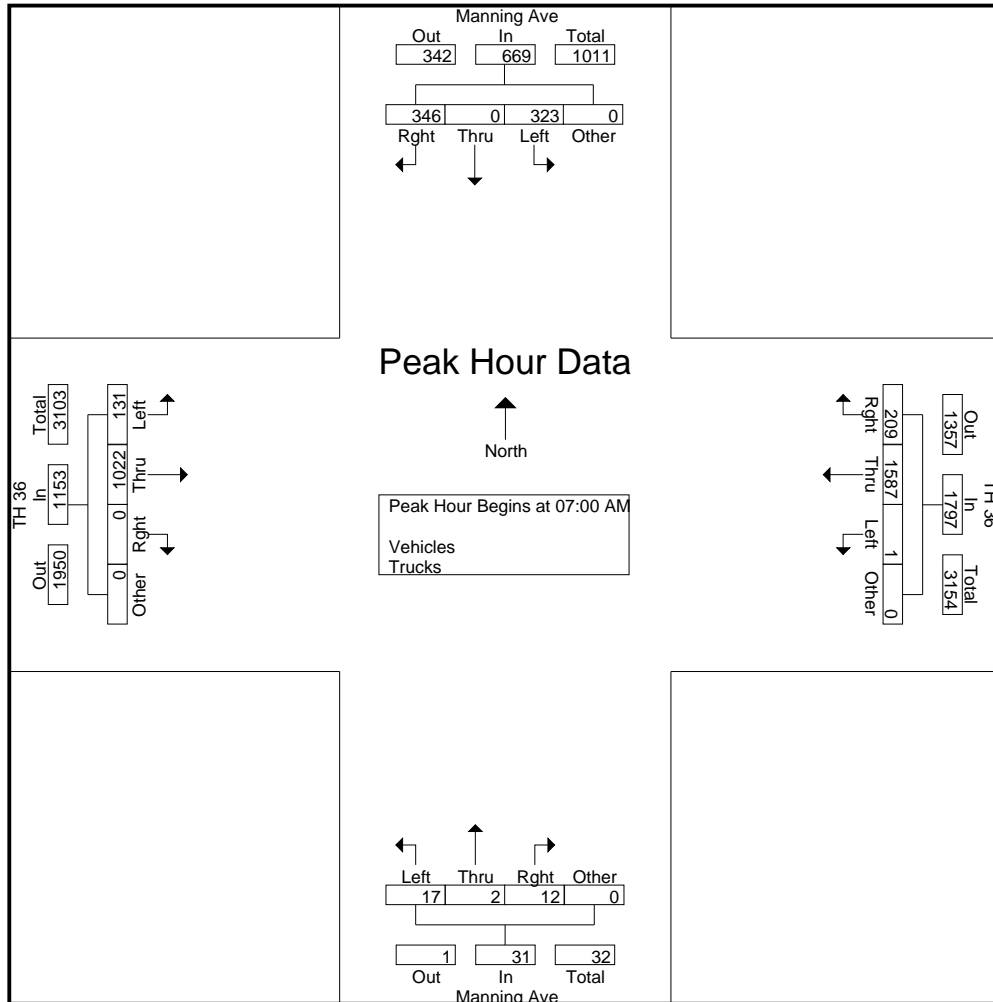 Manning Ave
Out In Total
342 669 1011
346 0 323 0
Rght Thru Left Other
Peak Hour Data
North
Peak Hour Begins at 07:00 AM
Vehicles
Trucks
TH 36
Total In Out
3103 1153 1950
131 1022 0 0
Left Thru Rght Other
TH 36
Out In Total
1357 1797 3154
209 1587 1 0
Rght Thru Left Other
Left Thru Rght Other
17 2 12 0
1 31 32
Out In Total
Manning Ave